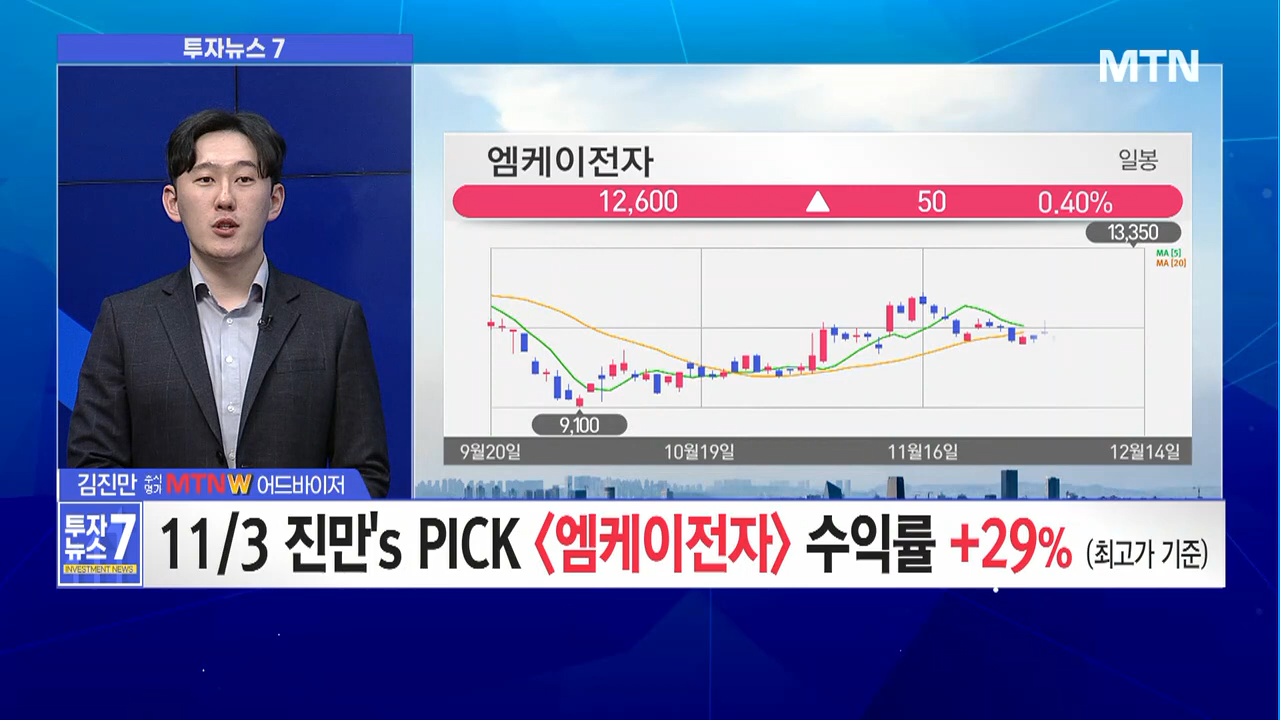 투자뉴스 7
MTN
엠케이전자
일봉
12,600 ▲ 50 0.40%
13,350
MA [5]
MA [20]
9,100
9월20일 10월19일 11월16일 12월14일
김진만 주식명가 MTNW 어드바이저
투자뉴스7
INVESTMENT NEWS
11/3 진만's PICK <엠케이전자> 수익률 +29% (최고가 기준)